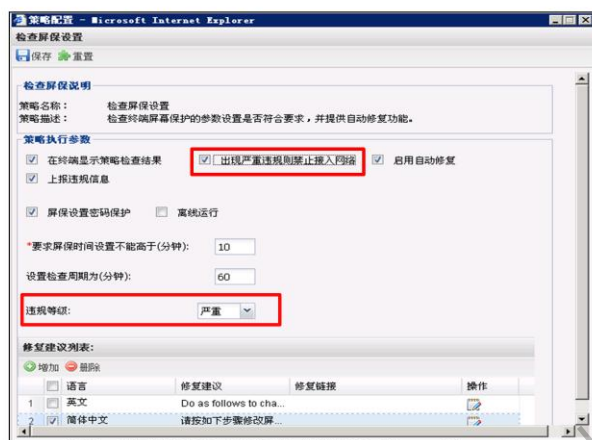 策略配置 - Microsoft Internet Explorer
检查屏保设置
保存 重置
检查屏保说明
策略名称： 检查屏保设置
策略描述： 检查终端屏幕保护的参数设置是否符合要求，并提供自动修复功能。
策略执行参数
在终端显示策略检查结果 出现严重违规则禁止接入网络 启用自动修复
上报违规信息
屏保设置密码保护 离线运行
*要求屏保时间设置不能高于(分钟): 10
设置检查周期为(分钟): 60
违规等级: 严重
修复建议列表:
增加 删除
语言 修复建议 修复链接 操作
1 英文 Do as follows to cha...
2 简体中文 请按如下步骤修改屏...